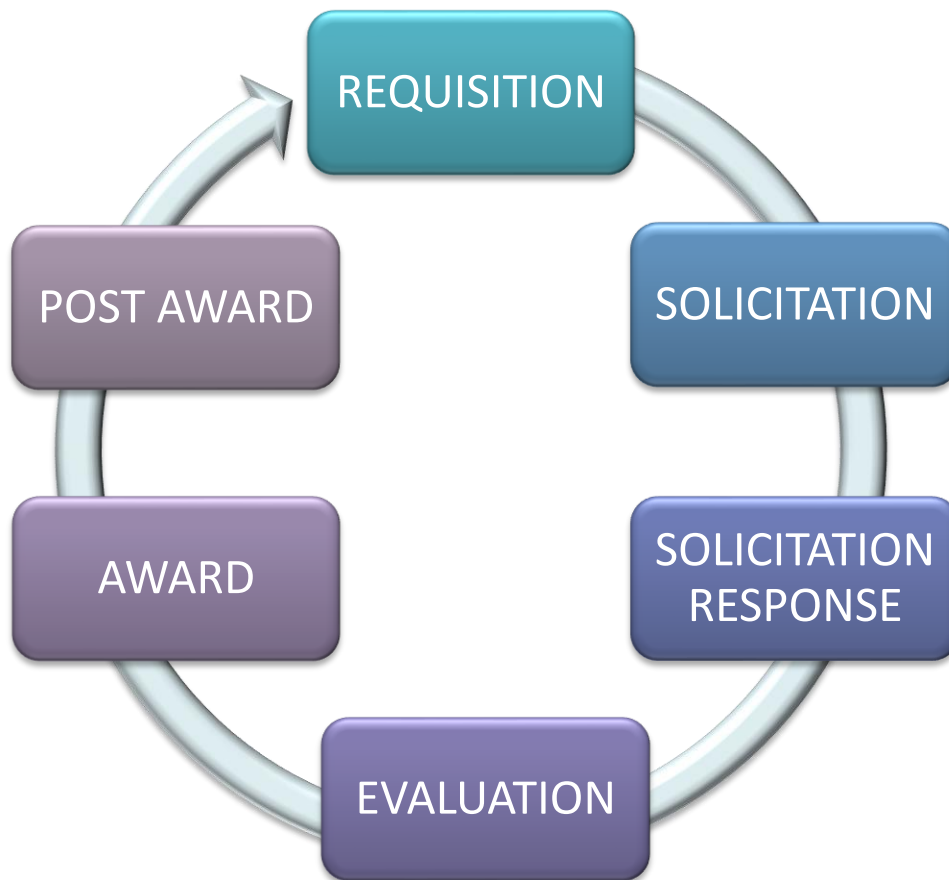 REQUISITION
SOLICITATION
SOLICITATION
RESPONSE
EVALUATION
AWARD
POST AWARD